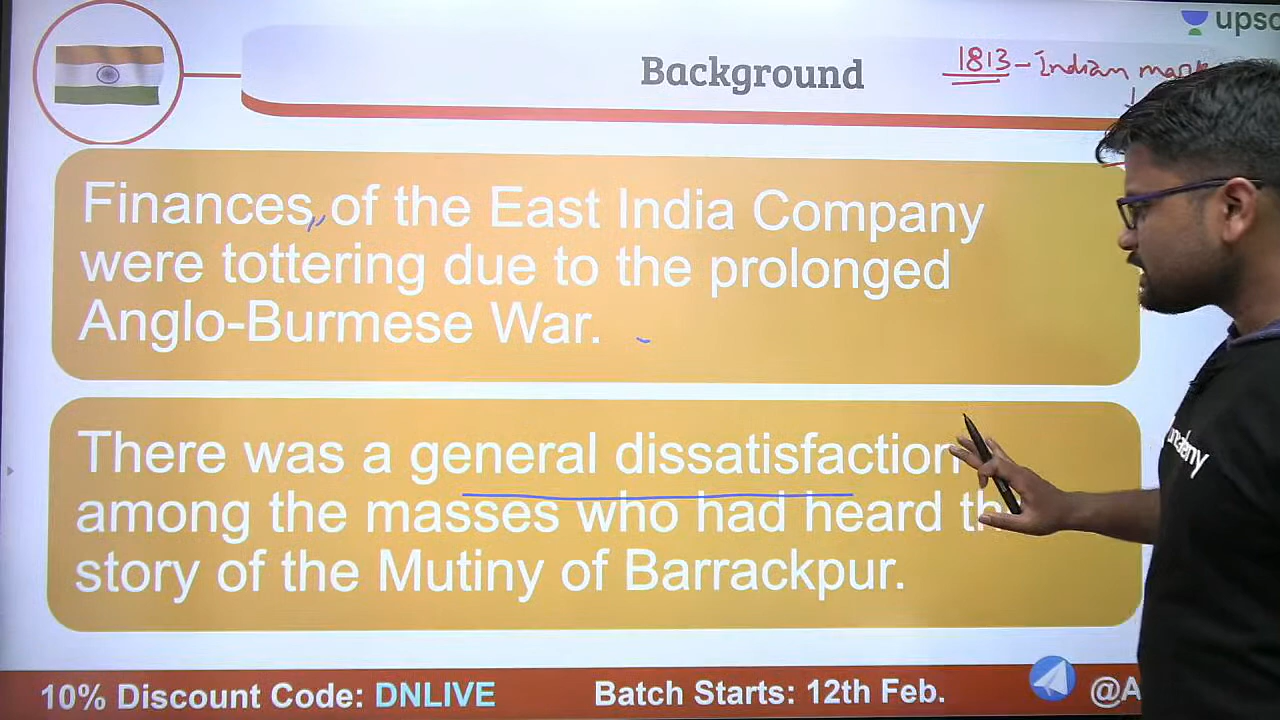 upsc
Background
1813 - Indian mark
Finances of the East India Company
were tottering due to the prolonged
Anglo-Burmese War.
There was a general dissatisfaction
among the masses who had heard th
story of the Mutiny of Barrackpur.
10% Discount Code: DNLIVE
Batch Starts: 12th Feb.
@A